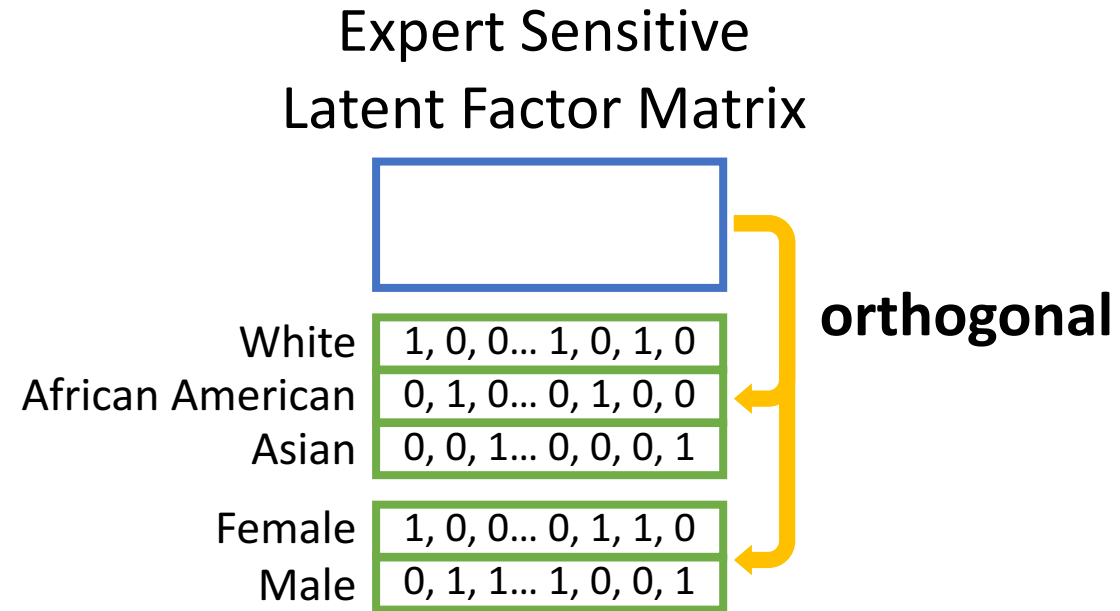 Expert Sensitive
Latent Factor Matrix
orthogonal
White 1, 0, 0... 1, 0, 1, 0
African American 0, 1, 0... 0, 1, 0, 0
Asian 0, 0, 1... 0, 0, 0, 1
Female 1, 0, 0... 0, 1, 1, 0
Male 0, 1, 1... 1, 0, 0, 1